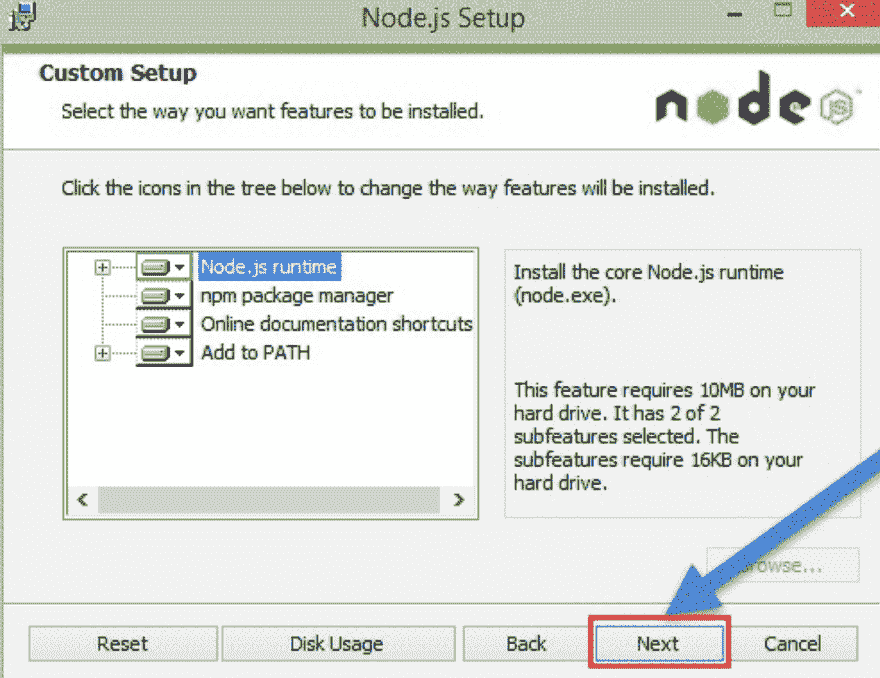 Node.js Setup
Custom Setup
Select the way you want features to be installed.
node
JS
Click the icons in the tree below to change the way features will be installed.
Node.js runtime
npm package manager
Online documentation shortcuts
Add to PATH
Install the core Node.js runtime
(node.exe).
This feature requires 10MB on your
hard drive. It has 2 of 2
subfeatures selected. The
subfeatures require 16KB on your
hard drive.
rowse...
Reset
Disk Usage
Back
Next
Cancel